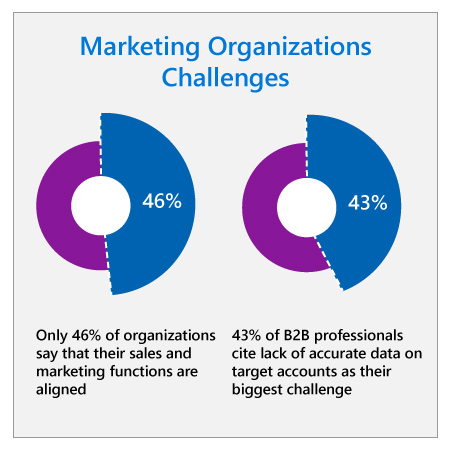 Marketing Organizations
Challenges
46%
43%
Only 46% of organizations
say that their sales and
marketing functions are
aligned
43% of B2B professionals
cite lack of accurate data on
target accounts as their
biggest challenge